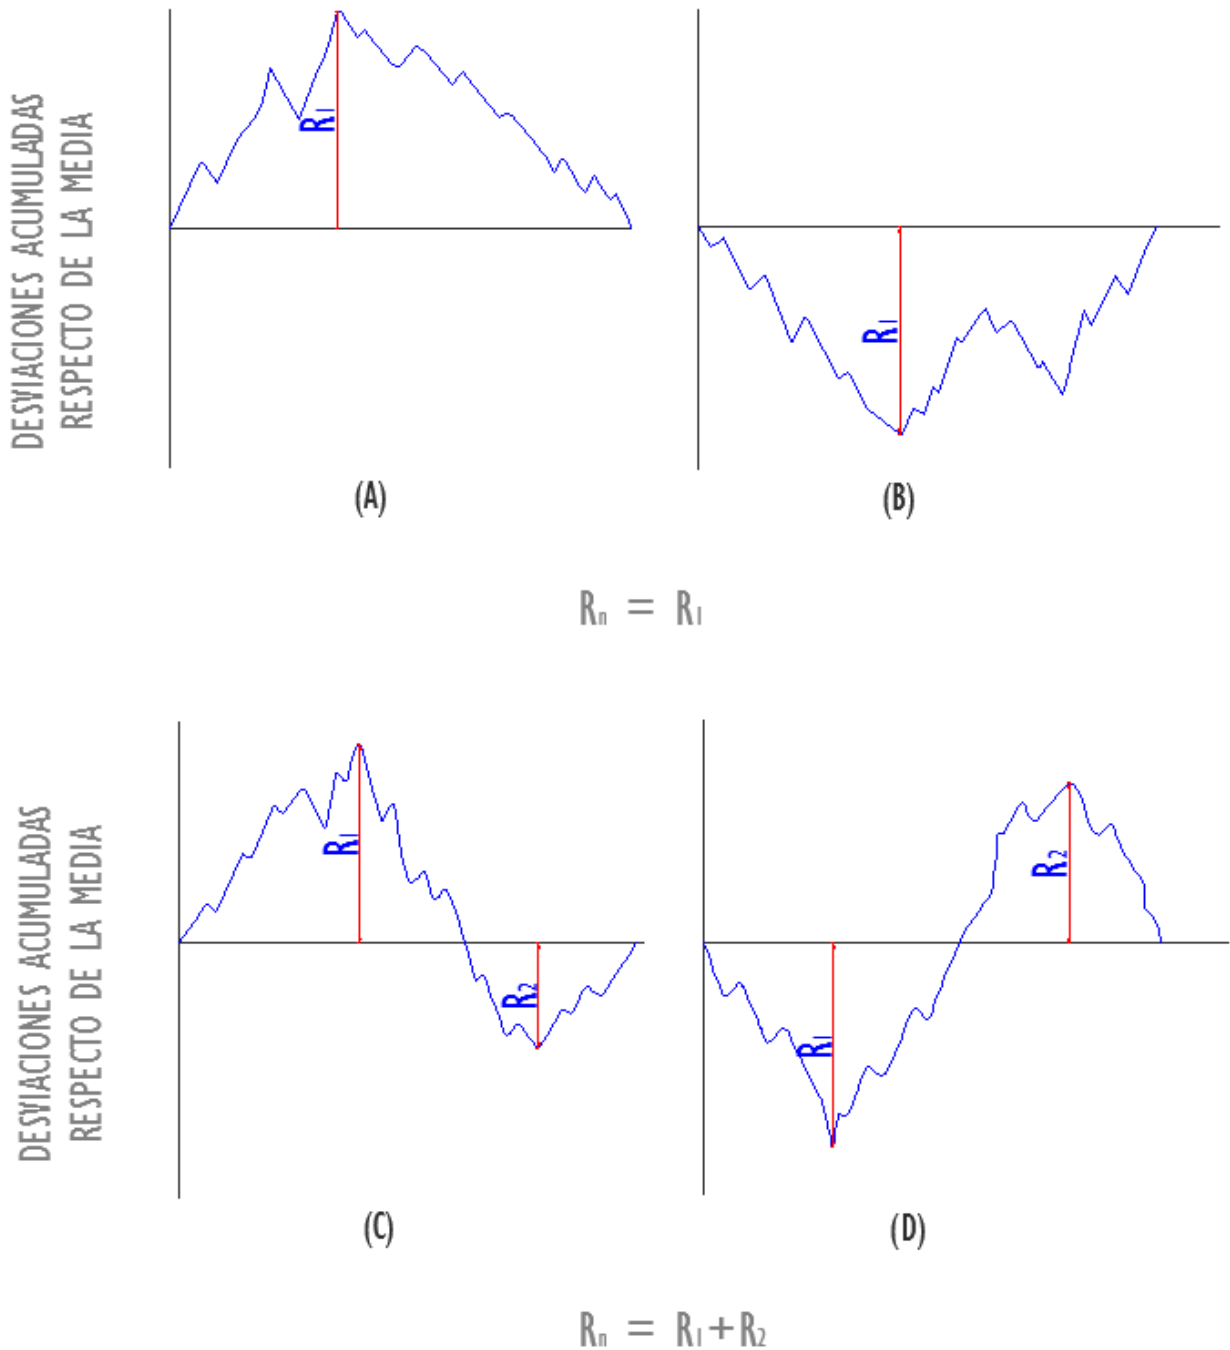 DESVIACIONES ACUMULADAS
RESPECTO DE LA MEDIA
R1
R1
(A)
(B)
Rn = R1
DESVIACIONES ACUMULADAS
RESPECTO DE LA MEDIA
R1
R2
R1
R2
(C)
(D)
Rn = R1+R2